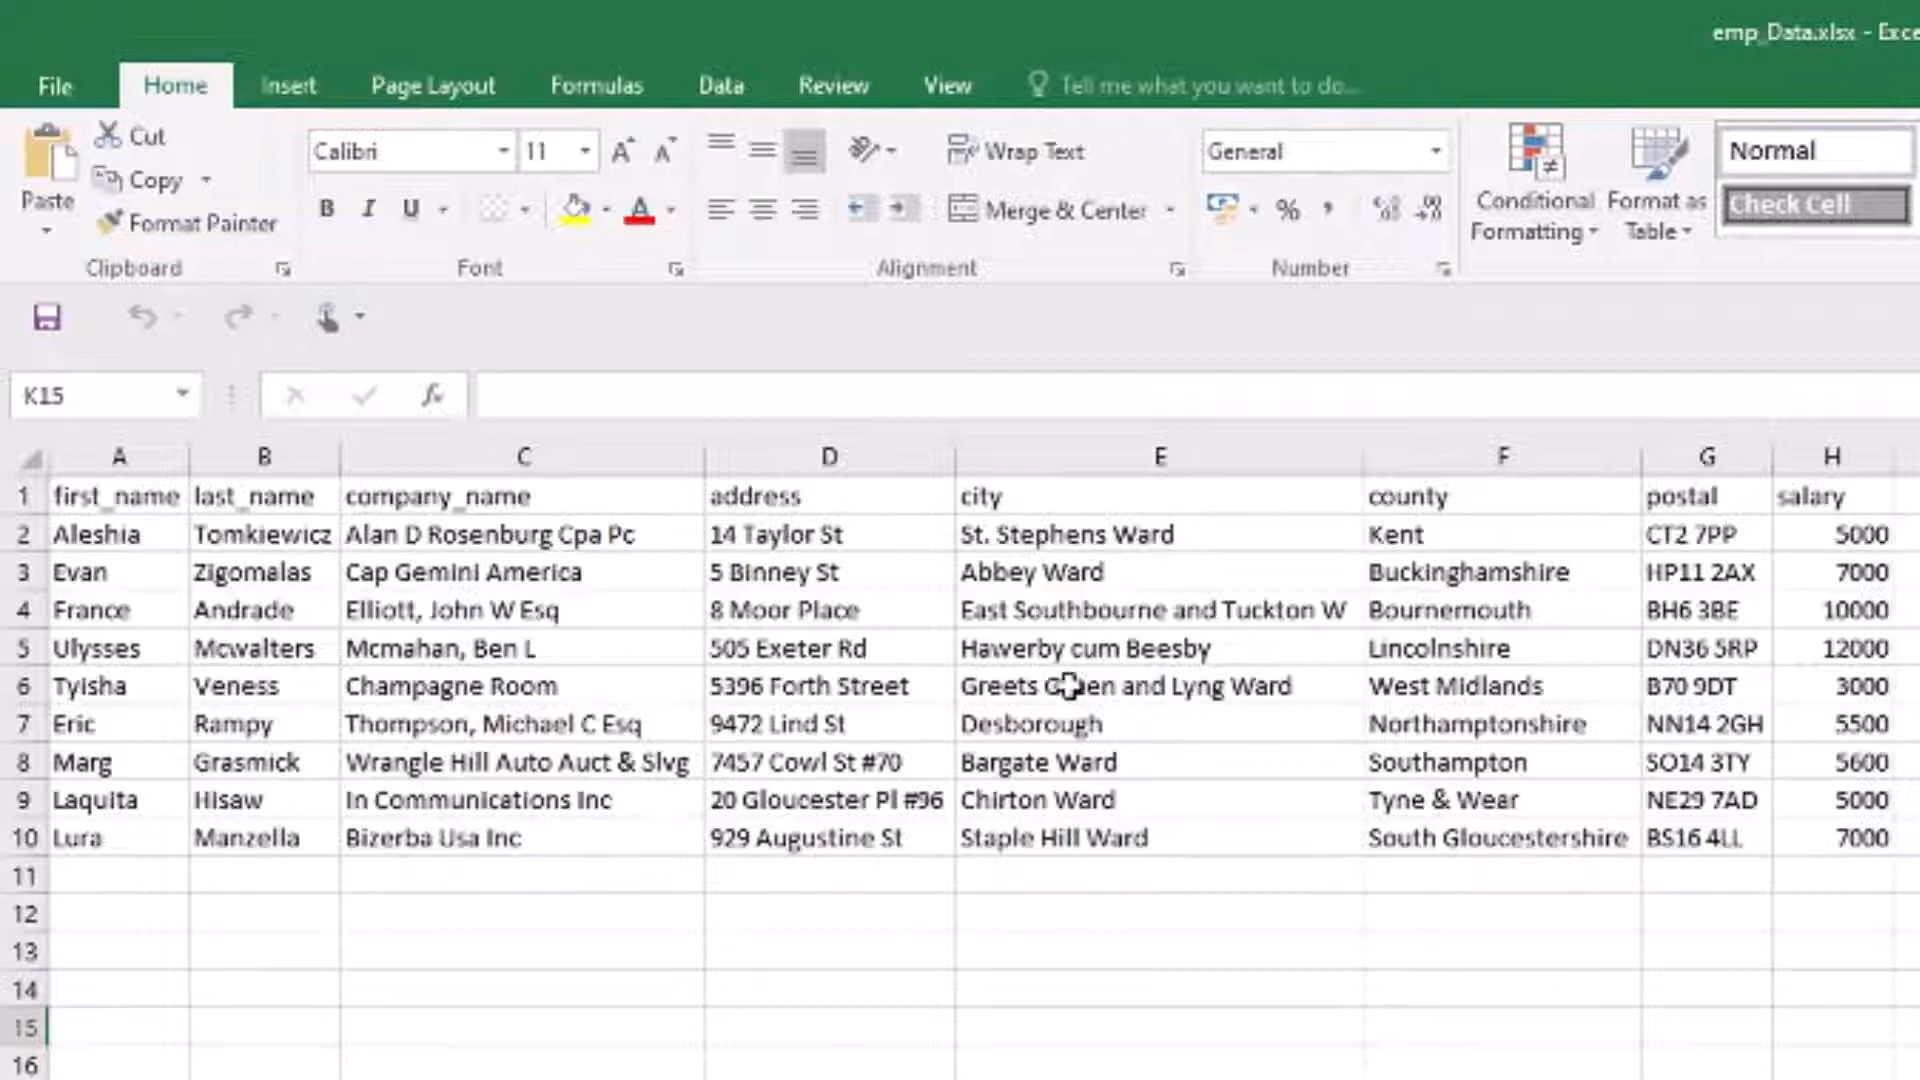 emp_Data.xlsx - Exce
File Home Insert Page Layout Formulas Data Review View Tell me what you want to do...
Paste Cut Copy Format Painter
Clipboard
Calibri 11
B I U A
Font
Wrap Text
Merge & Center
Alignment
General
%
Number
Conditional Formatting
Format as Table
Normal
Check Cell
K15 fx
A B C D E F G H
1 first_name last_name company_name address city county postal salary
2 Aleshia Tomkiewicz Alan D Rosenburg Cpa Pc 14 Taylor St St. Stephens Ward Kent CT2 7PP 5000
3 Evan Zigomalas Cap Gemini America 5 Binney St Abbey Ward Buckinghamshire HP11 2AX 7000
4 France Andrade Elliott, John W Esq 8 Moor Place East Southbourne and Tuckton W Bournemouth BH6 3BE 10000
5 Ulysses Mcwalters Mcmahan, Ben L 505 Exeter Rd Hawerby cum Beesby Lincolnshire DN36 5RP 12000
6 Tyisha Veness Champagne Room 5396 Forth Street Greets Green and Lyng Ward West Midlands B70 9DT 3000
7 Eric Rampy Thompson, Michael C Esq 9472 Lind St Desborough Northamptonshire NN14 2GH 5500
8 Marg Grasmick Wrangle Hill Auto Auct & Slvg 7457 Cowl St #70 Bargate Ward Southampton SO14 3TY 5600
9 Laquita Hisaw In Communications Inc 20 Gloucester Pl #96 Chirton Ward Tyne & Wear NE29 7AD 5000
10 Lura Manzella Bizerba Usa Inc 929 Augustine St Staple Hill Ward South Gloucestershire BS16 4LL 7000
11
12
13
14
15
16